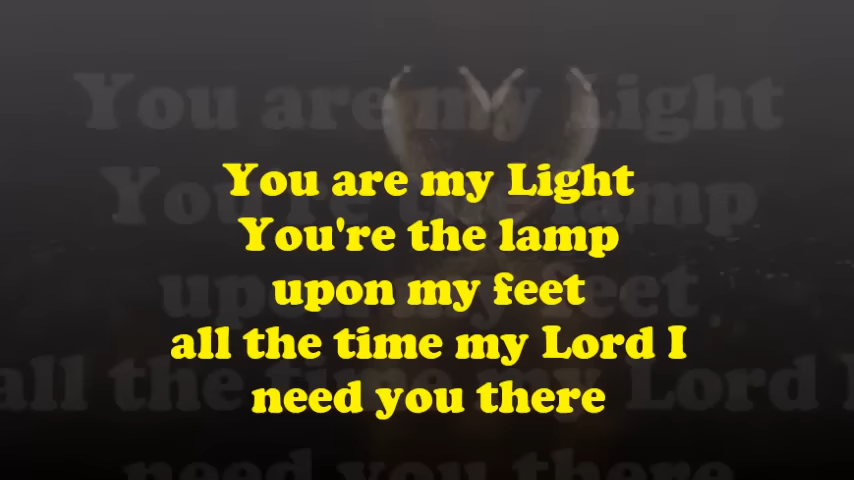 You are my Light
You're the lamp
upon my feet
all the time my Lord I
need you there